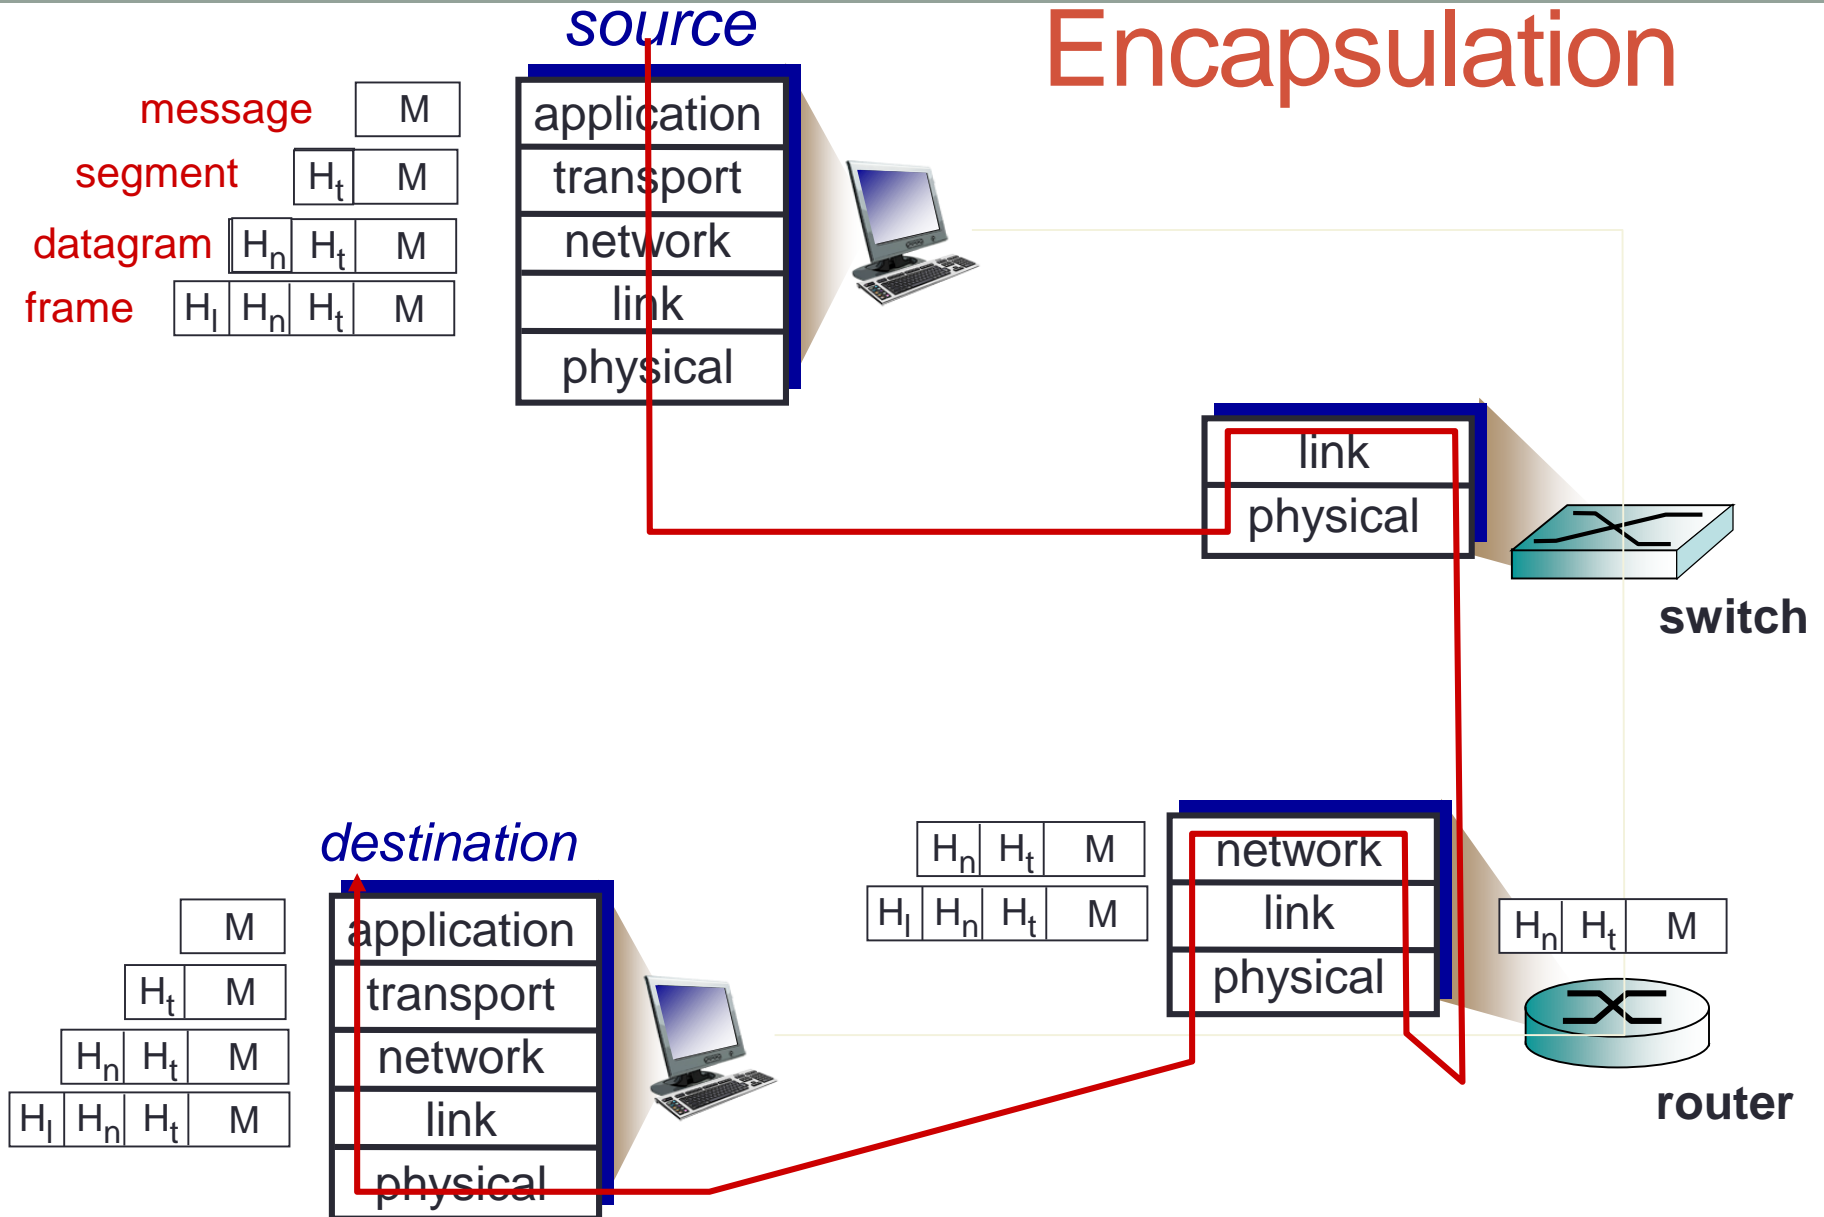 source
Encapsulation
message M
segment Ht M
datagram Hn Ht M
frame Hl Hn Ht M
application
transport
network
link
physical
link
physical
switch
destination
M
Ht M
Hn Ht M
Hl Hn Ht M
application
transport
network
link
physical
Hn Ht M
Hl Hn Ht M
network
link
physical
Hn Ht M
router